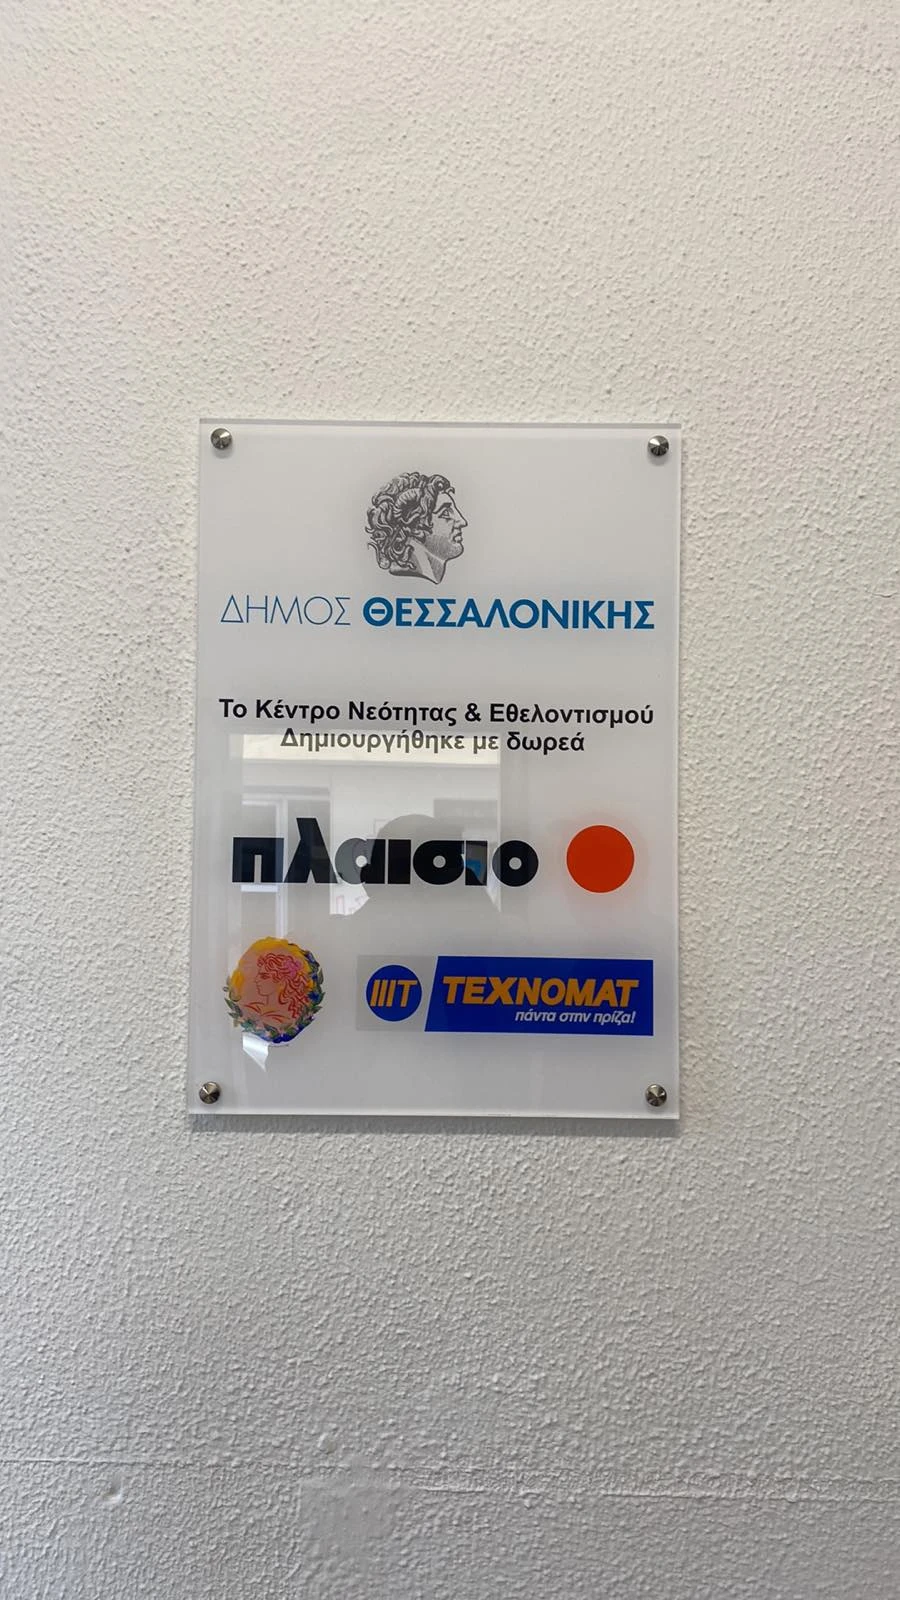 ΔΗΜΟΣ ΘΕΣΣΑΛΟΝΙΚΗΣ
Το Κέντρο Νεότητας & Εθελοντισμού
Δημιουργήθηκε με δωρεά
πλαισιο
ΤΕΧΝΟΜΑΤ
πάντα στην πρίζα!